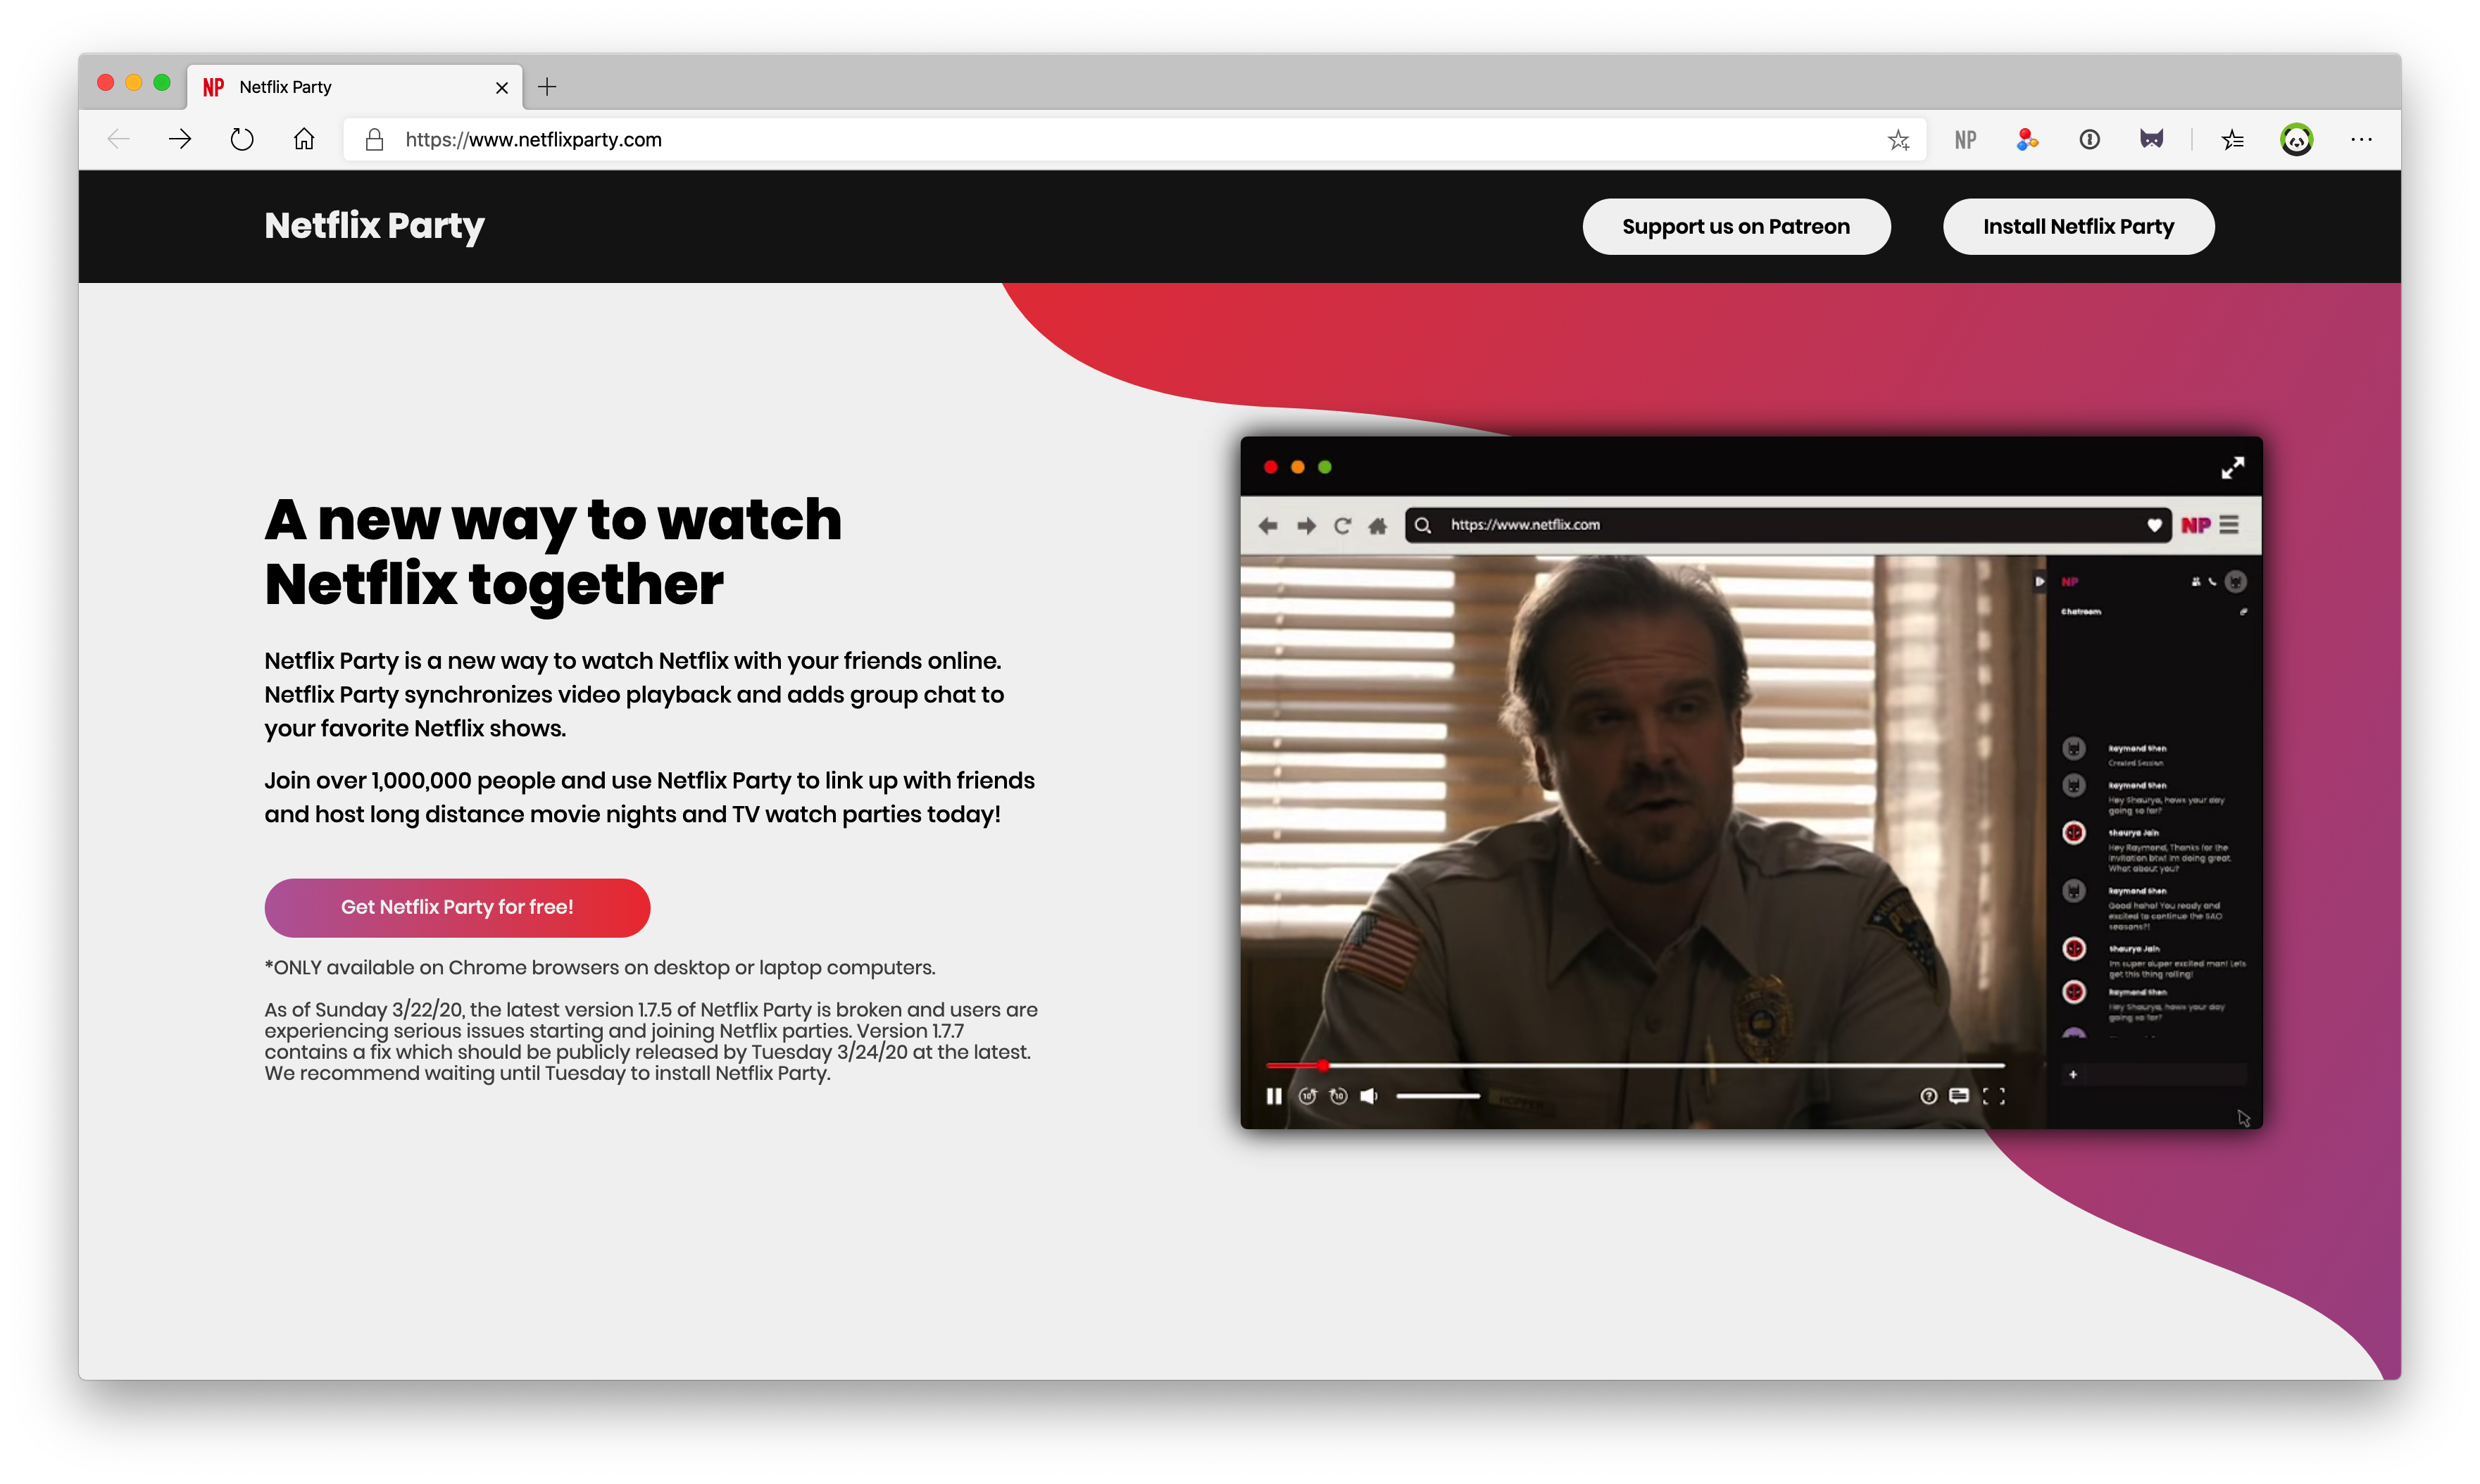 NP Netflix Party
https://www.netflixparty.com
NP
Netflix Party
Support us on Patreon
Install Netflix Party
A new way to watch
Netflix together
Netflix Party is a new way to watch Netflix with your friends online.
Netflix Party synchronizes video playback and adds group chat to
your favorite Netflix shows.
Join over 1,000,000 people and use Netflix Party to link up with friends
and host long distance movie nights and TV watch parties today!
Get Netflix Party for free!
*ONLY available on Chrome browsers on desktop or laptop computers.
As of Sunday 3/22/20, the latest version 1.7.5 of Netflix Party is broken and users are
experiencing serious issues starting and joining Netflix parties. Version 1.7.7
contains a fix which should be publicly released by Tuesday 3/24/20 at the latest.
We recommend waiting until Tuesday to install Netflix Party.
https://www.netflix.com
NP
NP
Chatroom
Raymond Shen
Created Session
Raymond Shen
Hey Shaurya, hows your day
going so far?
Shaurya Jain
Hey Raymond, Thanks for the
invitation btw! Im doing great.
What about you?
Raymond Shen
Good haha! You ready and
excited to continue the SAO
seasons?!
Shaurya Jain
Im super duper excited man! Lets
get this thing rolling!
Raymond Shen
Hey Shaurya, hows your day
going so far?
10
10